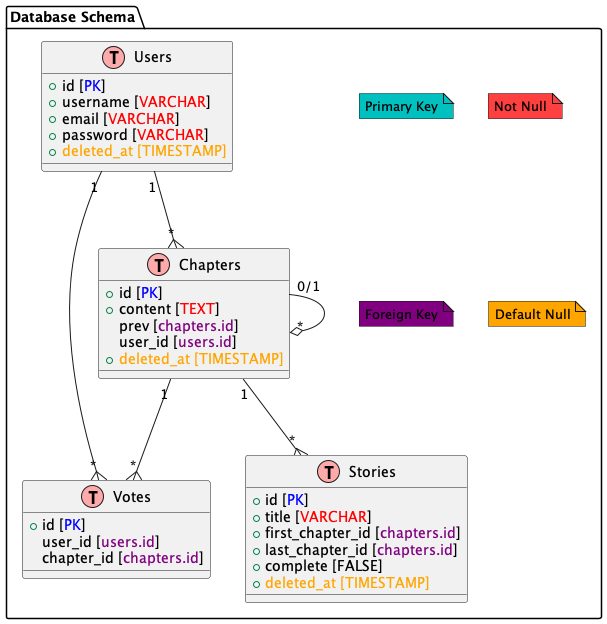 Database Schema
T Users
id [PK]
username [VARCHAR]
email [VARCHAR]
password [VARCHAR]
deleted_at [TIMESTAMP]
Primary Key
Not Null
1
1
*
T Chapters
id [PK]
content [TEXT]
prev [chapters.id]
user_id [users.id]
deleted_at [TIMESTAMP]
0/1
*
Foreign Key
Default Null
1
1
*
*
*
T Votes
id [PK]
user_id [users.id]
chapter_id [chapters.id]
T Stories
id [PK]
title [VARCHAR]
first_chapter_id [chapters.id]
last_chapter_id [chapters.id]
complete [FALSE]
deleted_at [TIMESTAMP]